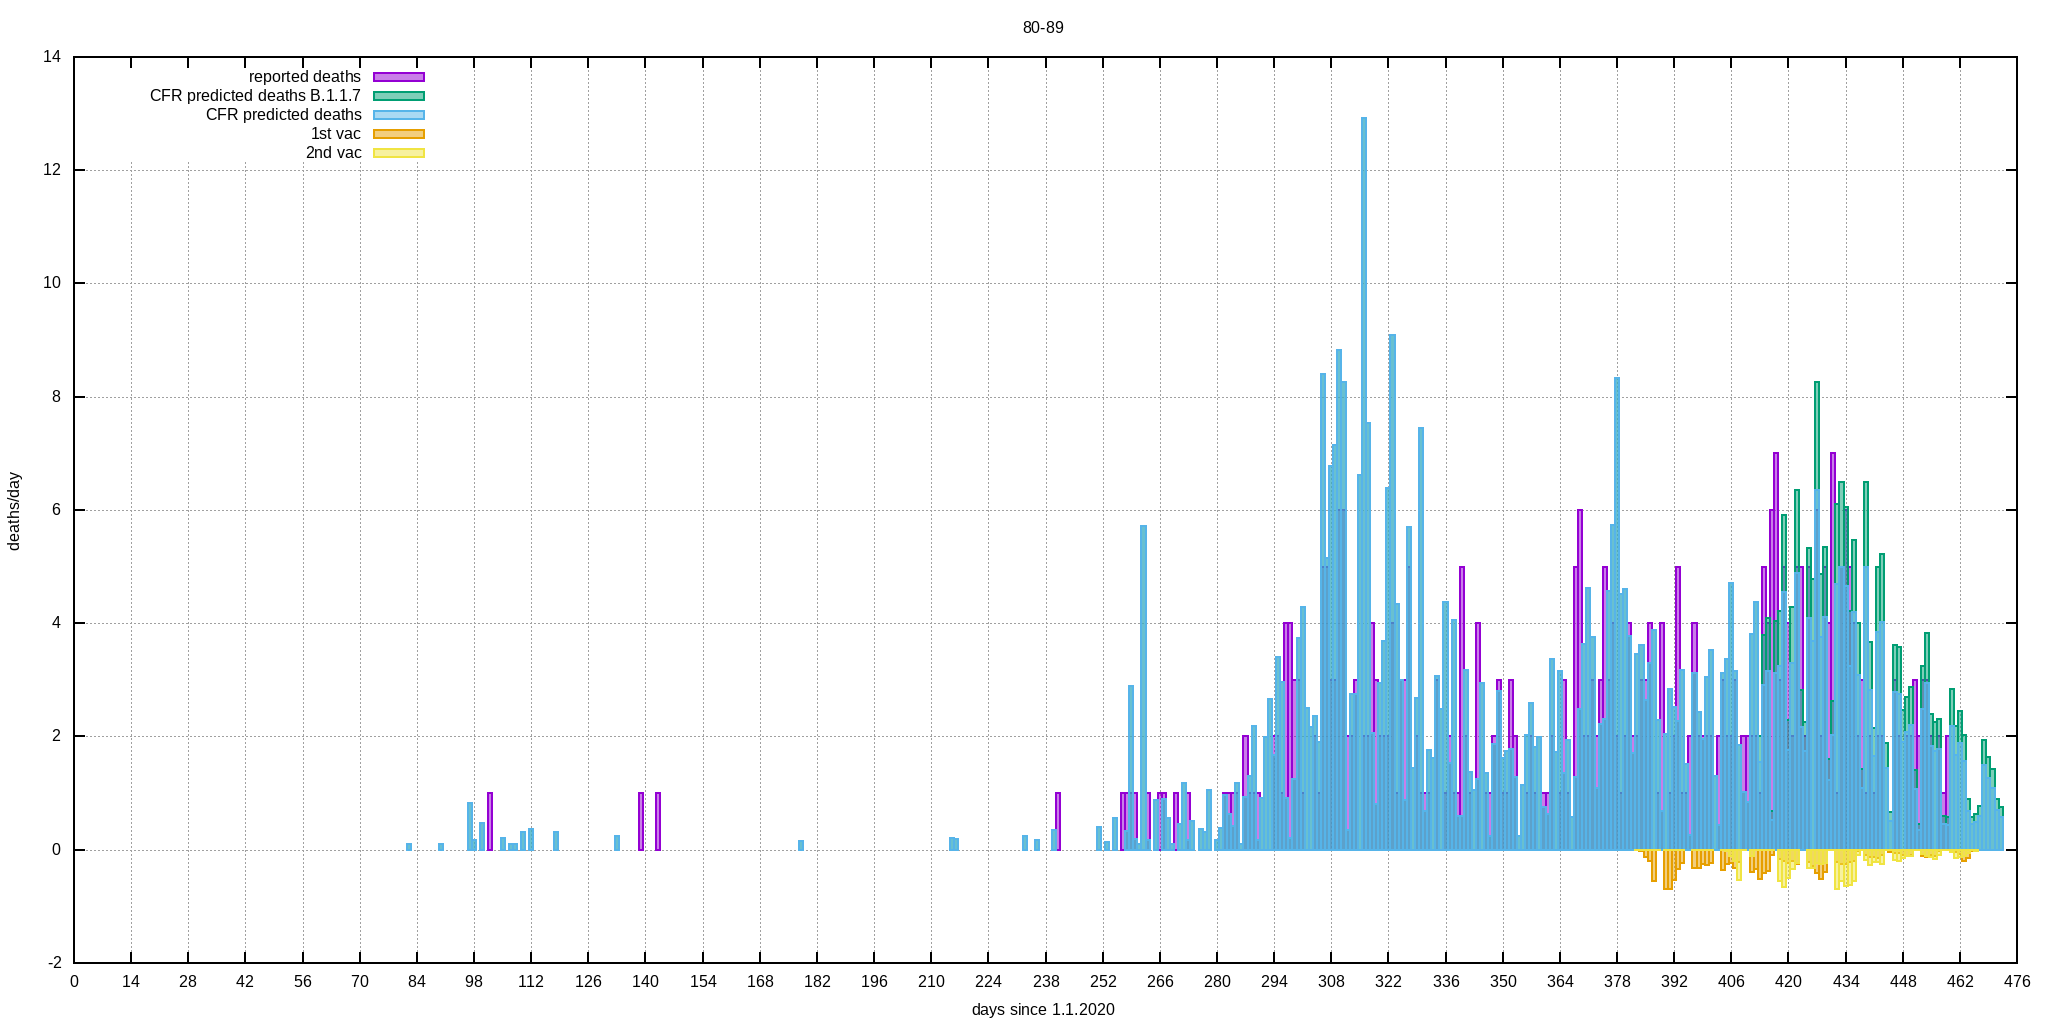 80-89
reported deaths
CFR predicted deaths B.1.1.7
CFR predicted deaths
1st vac
2nd vac
deaths/day
14
12
10
8
6
4
2
0
-2
0 14 28 42 56 70 84 98 112 126 140 154 168 182 196 210 224 238 252 266 280 294 308 322 336 350 364 378 392 406 420 434 448 462 476
days since 1.1.2020